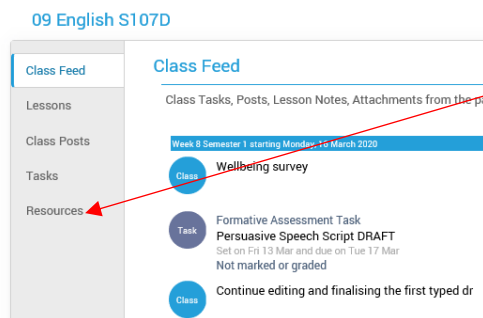 09 English S107D
Class Feed
Lessons
Class Posts
Tasks
Resources
Class Feed
Class Tasks, Posts, Lesson Notes, Attachments from the
Week 8 Semester 1 starting Monday, 16 March 2020
Class
Wellbeing survey
Task
Formative Assessment Task
Persuasive Speech Script DRAFT
Set on Fri 13 Mar and due on Tue 17 Mar
Not marked or graded
Class
Continue editing and finalising the first typed dr